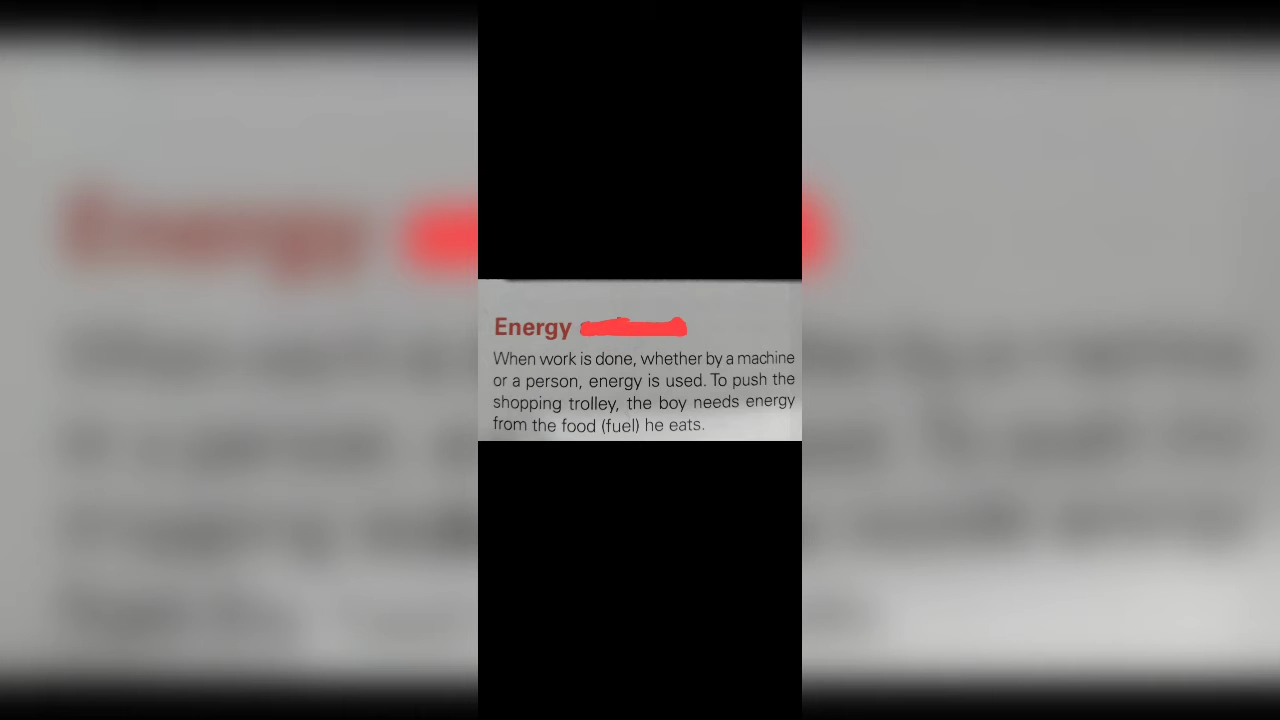 Energy
When work is done, whether by a machine
or a person, energy is used. To push the
shopping trolley, the boy needs energy
from the food (fuel) he eats.